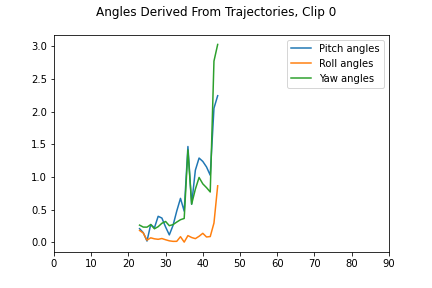 Angles Derived From Trajectories, Clip 0
3.0
2.5
2.0
1.5
1.0
0.5
0.0
0 10 20 30 40 50 60 70 80 90
Pitch angles
Roll angles
Yaw angles